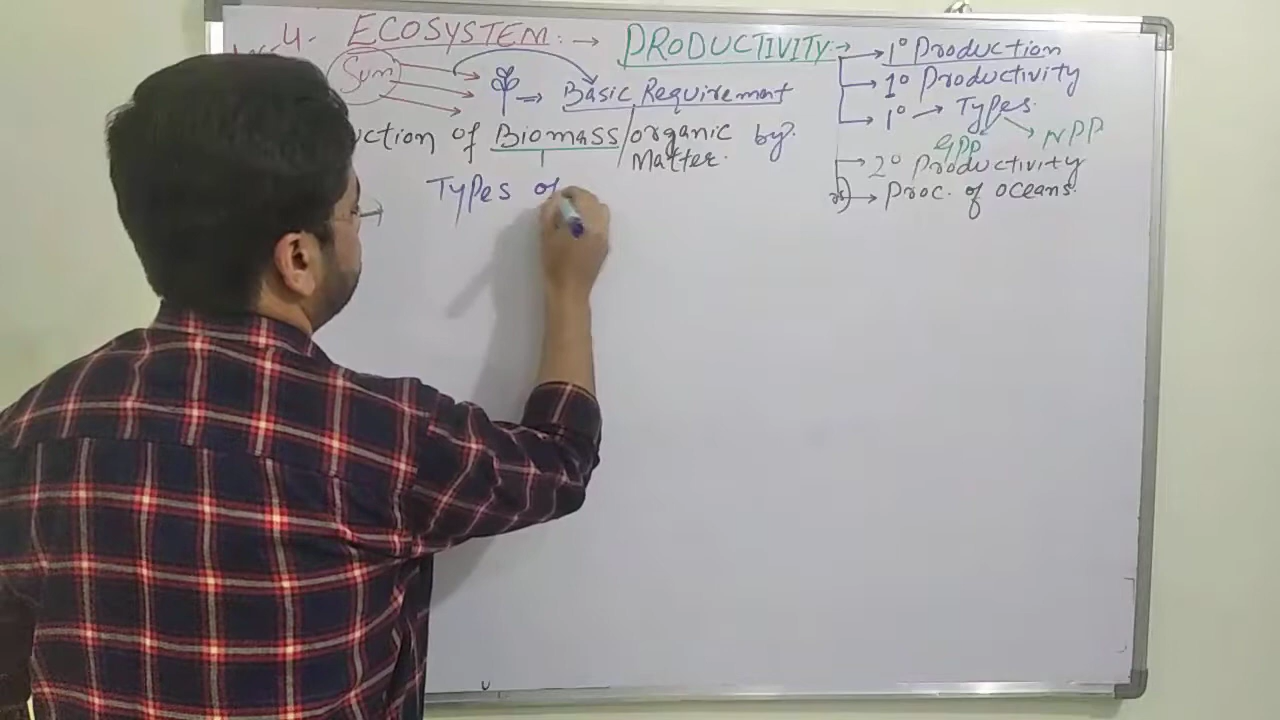 4. ECOSYSTEM :- → PRODUCTIVITY :→
→ 1° Production
→ 1° Productivity
→ 1° → Types.
GPP NPP
→ 2° Productivity
→ Proc. of oceans.
Sun
⇒ Basic Requirement
uction of Biomass/organic Matter. by.
→ Types of